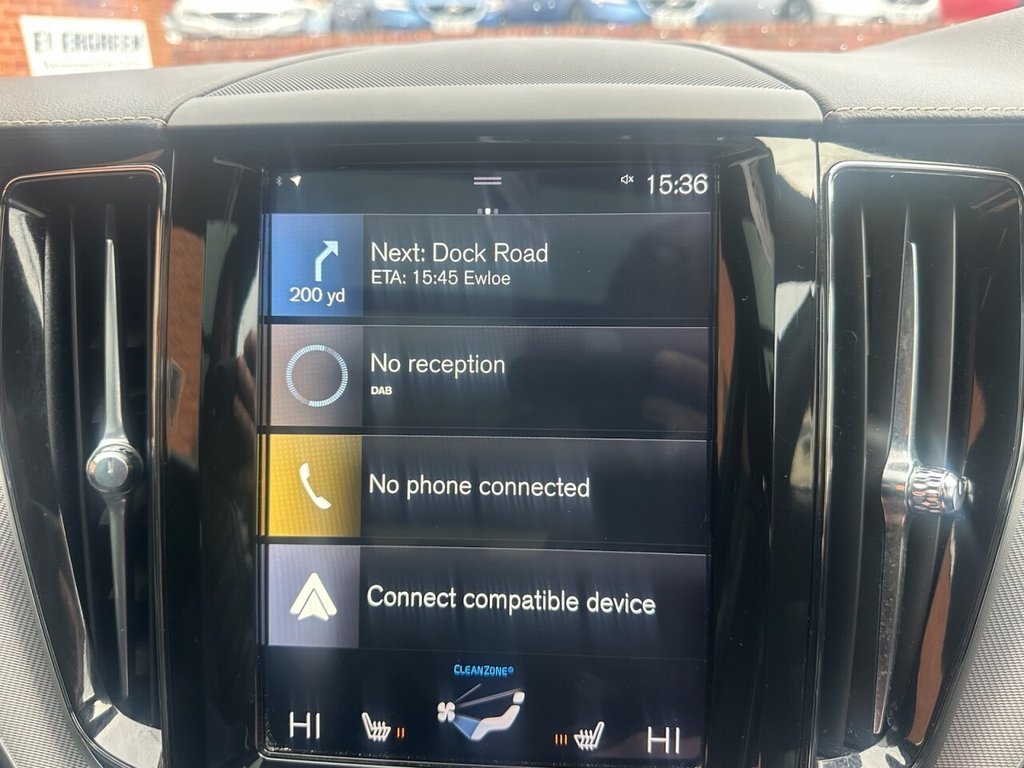 15:36
Next: Dock Road
ETA: 15:45 Ewloe
200 yd
No reception
DAB
No phone connected
Connect compatible device
CLEANZONE®
HI
HI